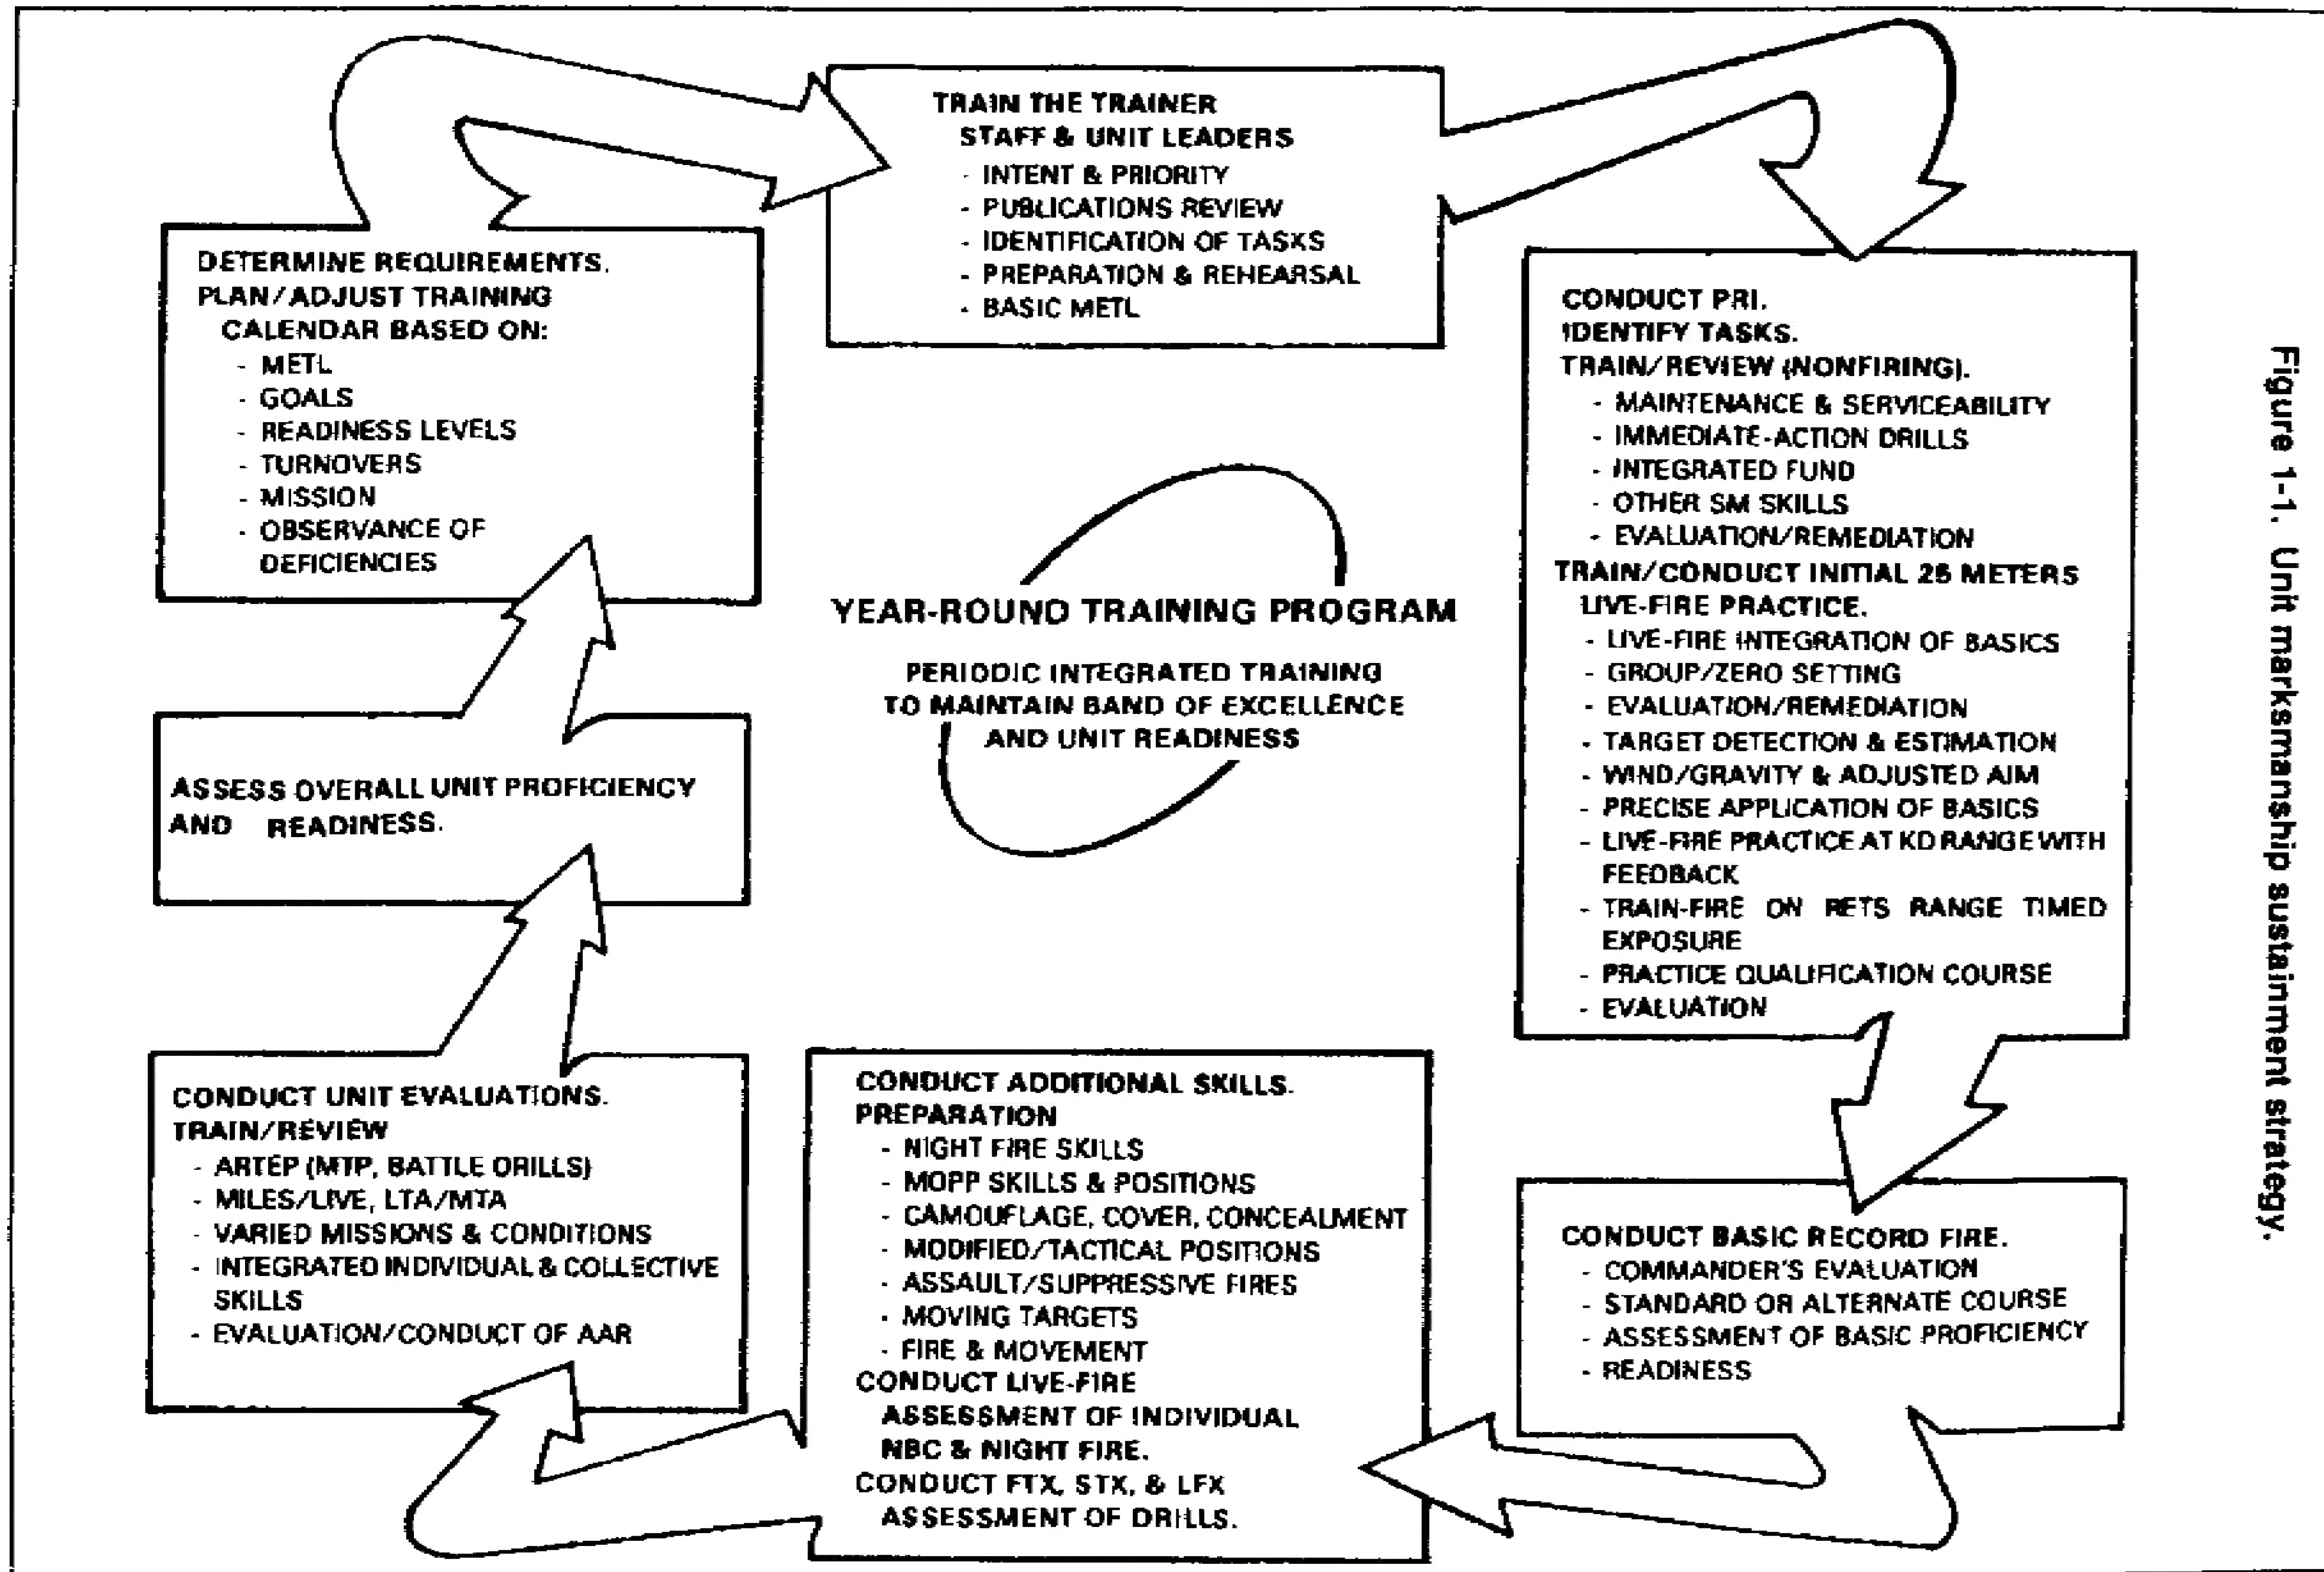 TRAIN THE TRAINER
STAFF & UNIT LEADERS
- INTENT & PRIORITY
- PUBLICATIONS REVIEW
- IDENTIFICATION OF TASKS
- PREPARATION & REHEARSAL
- BASIC METL
CONDUCT PRI.
IDENTIFY TASKS.
TRAIN/REVIEW (NONFIRING).
- MAINTENANCE & SERVICEABILITY
- IMMEDIATE-ACTION DRILLS
- INTEGRATED FUND
- OTHER SM SKILLS
- EVALUATION/REMEDIATION
TRAIN/CONDUCT INITIAL 25 METERS
LIVE-FIRE PRACTICE.
- LIVE-FIRE INTEGRATION OF BASICS
- GROUP/ZERO SETTING
- EVALUATION/REMEDIATION
- TARGET DETECTION & ESTIMATION
- WIND/GRAVITY & ADJUSTED AIM
- PRECISE APPLICATION OF BASICS
- LIVE-FIRE PRACTICE AT KD RANGE WITH
FEEDBACK
- TRAIN-FIRE ON RETS RANGE TIMED
EXPOSURE
- PRACTICE QUALIFICATION COURSE
- EVALUATION
CONDUCT BASIC RECORD FIRE.
- COMMANDER'S EVALUATION
- STANDARD OR ALTERNATE COURSE
- ASSESSMENT OF BASIC PROFICIENCY
- READINESS
CONDUCT ADDITIONAL SKILLS.
PREPARATION
- NIGHT FIRE SKILLS
- MOPP SKILLS & POSITIONS
- CAMOUFLAGE, COVER, CONCEALMENT
- MODIFIED/TACTICAL POSITIONS
- ASSAULT/SUPPRESSIVE FIRES
- MOVING TARGETS
- FIRE & MOVEMENT
CONDUCT LIVE-FIRE
ASSESSMENT OF INDIVIDUAL
NBC & NIGHT FIRE.
CONDUCT FTX, STX, & LFX
ASSESSMENT OF DRILLS.
CONDUCT UNIT EVALUATIONS.
TRAIN/REVIEW
- ARTEP (MTP, BATTLE DRILLS)
- MILES/LIVE, LTA/MTA
- VARIED MISSIONS & CONDITIONS
- INTEGRATED INDIVIDUAL & COLLECTIVE
SKILLS
- EVALUATION/CONDUCT OF AAR
ASSESS OVERALL UNIT PROFICIENCY
AND READINESS.
DETERMINE REQUIREMENTS.
PLAN/ADJUST TRAINING
CALENDAR BASED ON:
- METL
- GOALS
- READINESS LEVELS
- TURNOVERS
- MISSION
- OBSERVANCE OF
DEFICIENCIES
YEAR-ROUND TRAINING PROGRAM
PERIODIC INTEGRATED TRAINING
TO MAINTAIN BAND OF EXCELLENCE
AND UNIT READINESS
Figure 1-1. Unit marksmanship sustainment strategy.